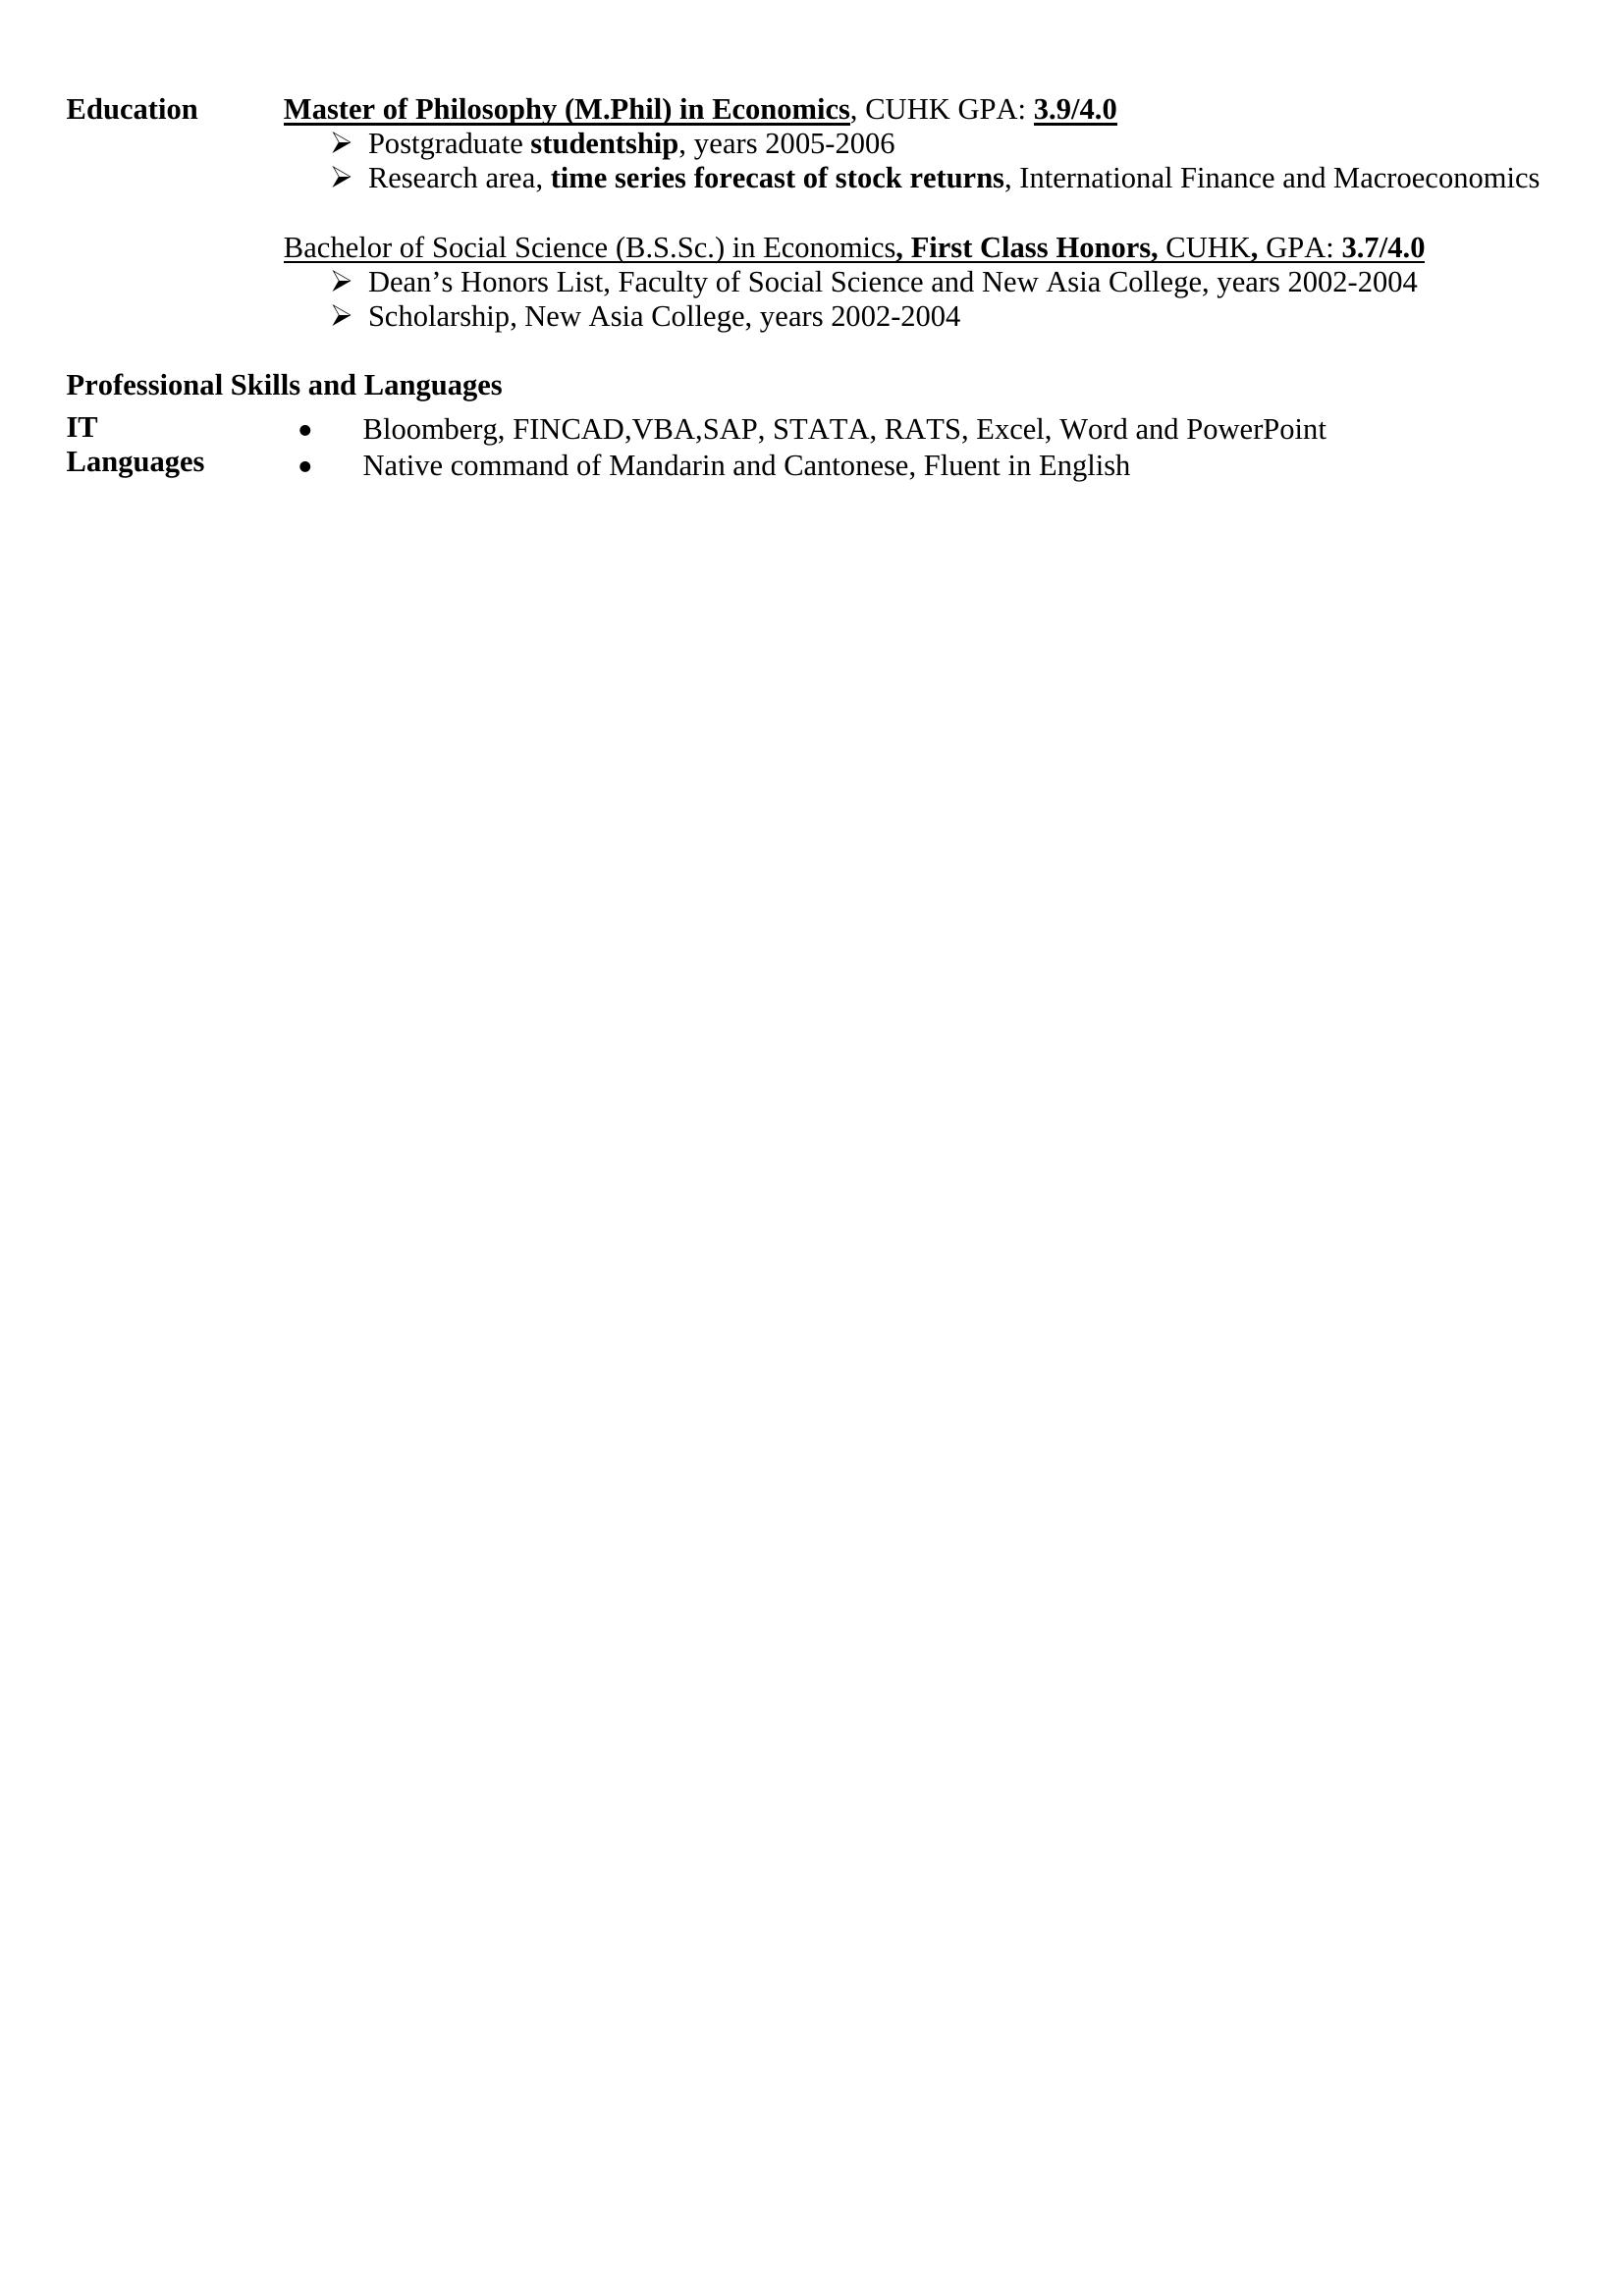 Education Master of Philosophy (M.Phil) in Economics, CUHK GPA: 3.9/4.0
➢ Postgraduate studentship, years 2005-2006
➢ Research area, time series forecast of stock returns, International Finance and Macroeconomics
Bachelor of Social Science (B.S.Sc.) in Economics, First Class Honors, CUHK, GPA: 3.7/4.0
➢ Dean’s Honors List, Faculty of Social Science and New Asia College, years 2002-2004
➢ Scholarship, New Asia College, years 2002-2004
Professional Skills and Languages
IT ● Bloomberg, FINCAD,VBA,SAP, STATA, RATS, Excel, Word and PowerPoint
Languages ● Native command of Mandarin and Cantonese, Fluent in English